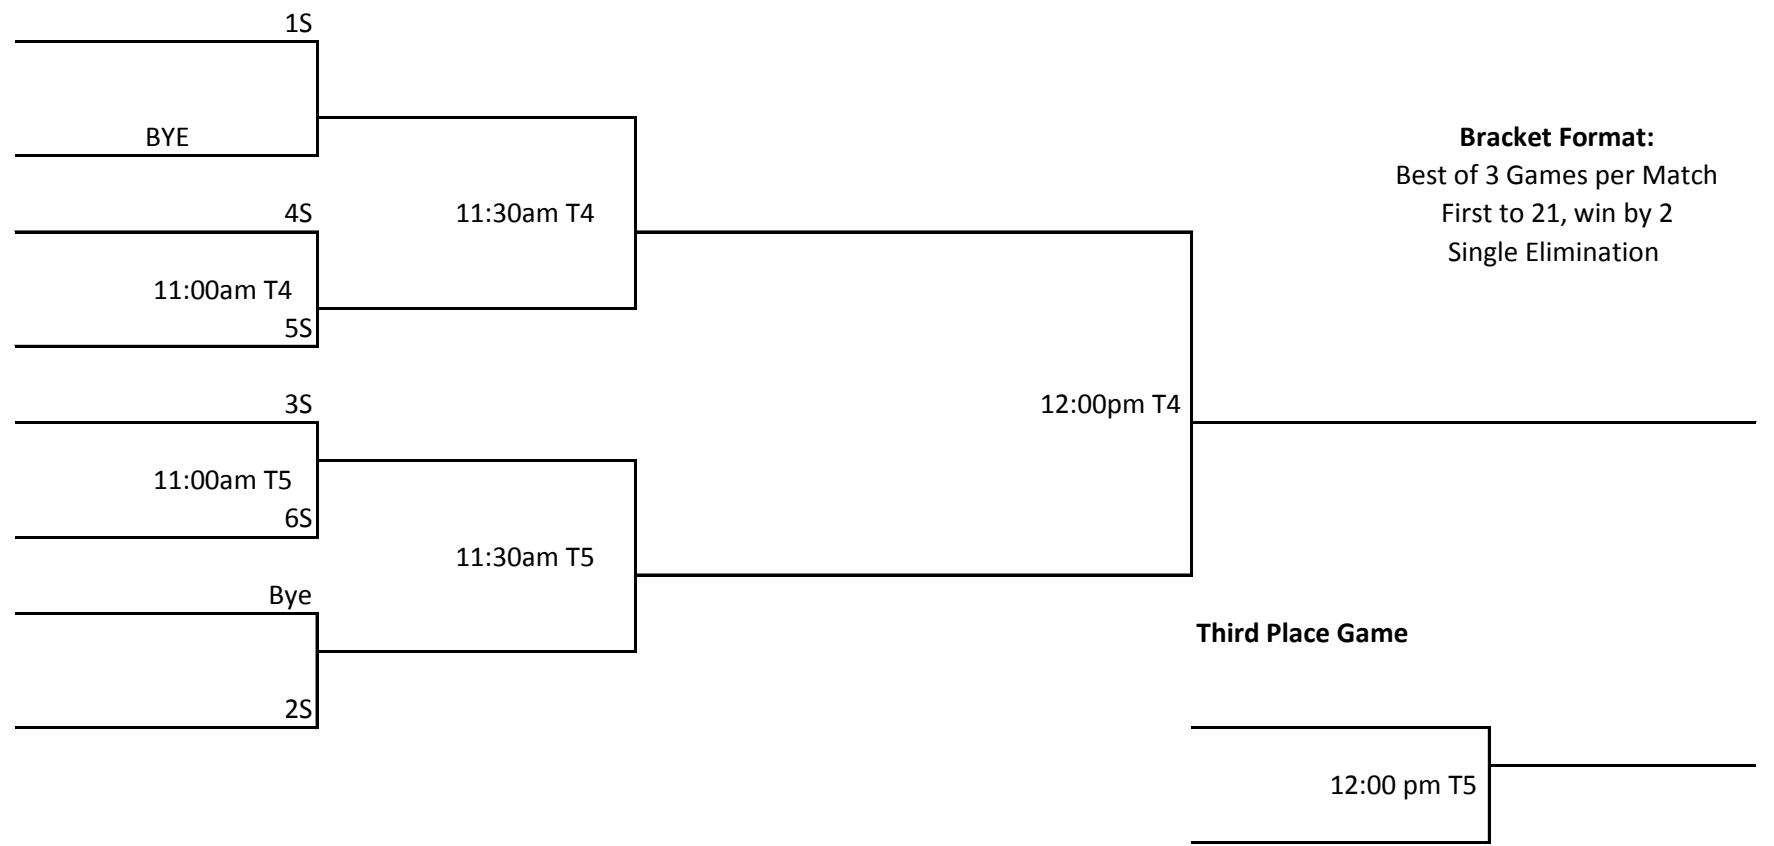 1S
BYE
Bracket Format:
Best of 3 Games per Match
4S
11:30am T4
First to 21, win by 2
Single Elimination
11:00am T4
5S
3S
12:00pm T4
11:00am T5
6S
11:30am T5
Bye
Third Place Game
2S
12:00 pm T5